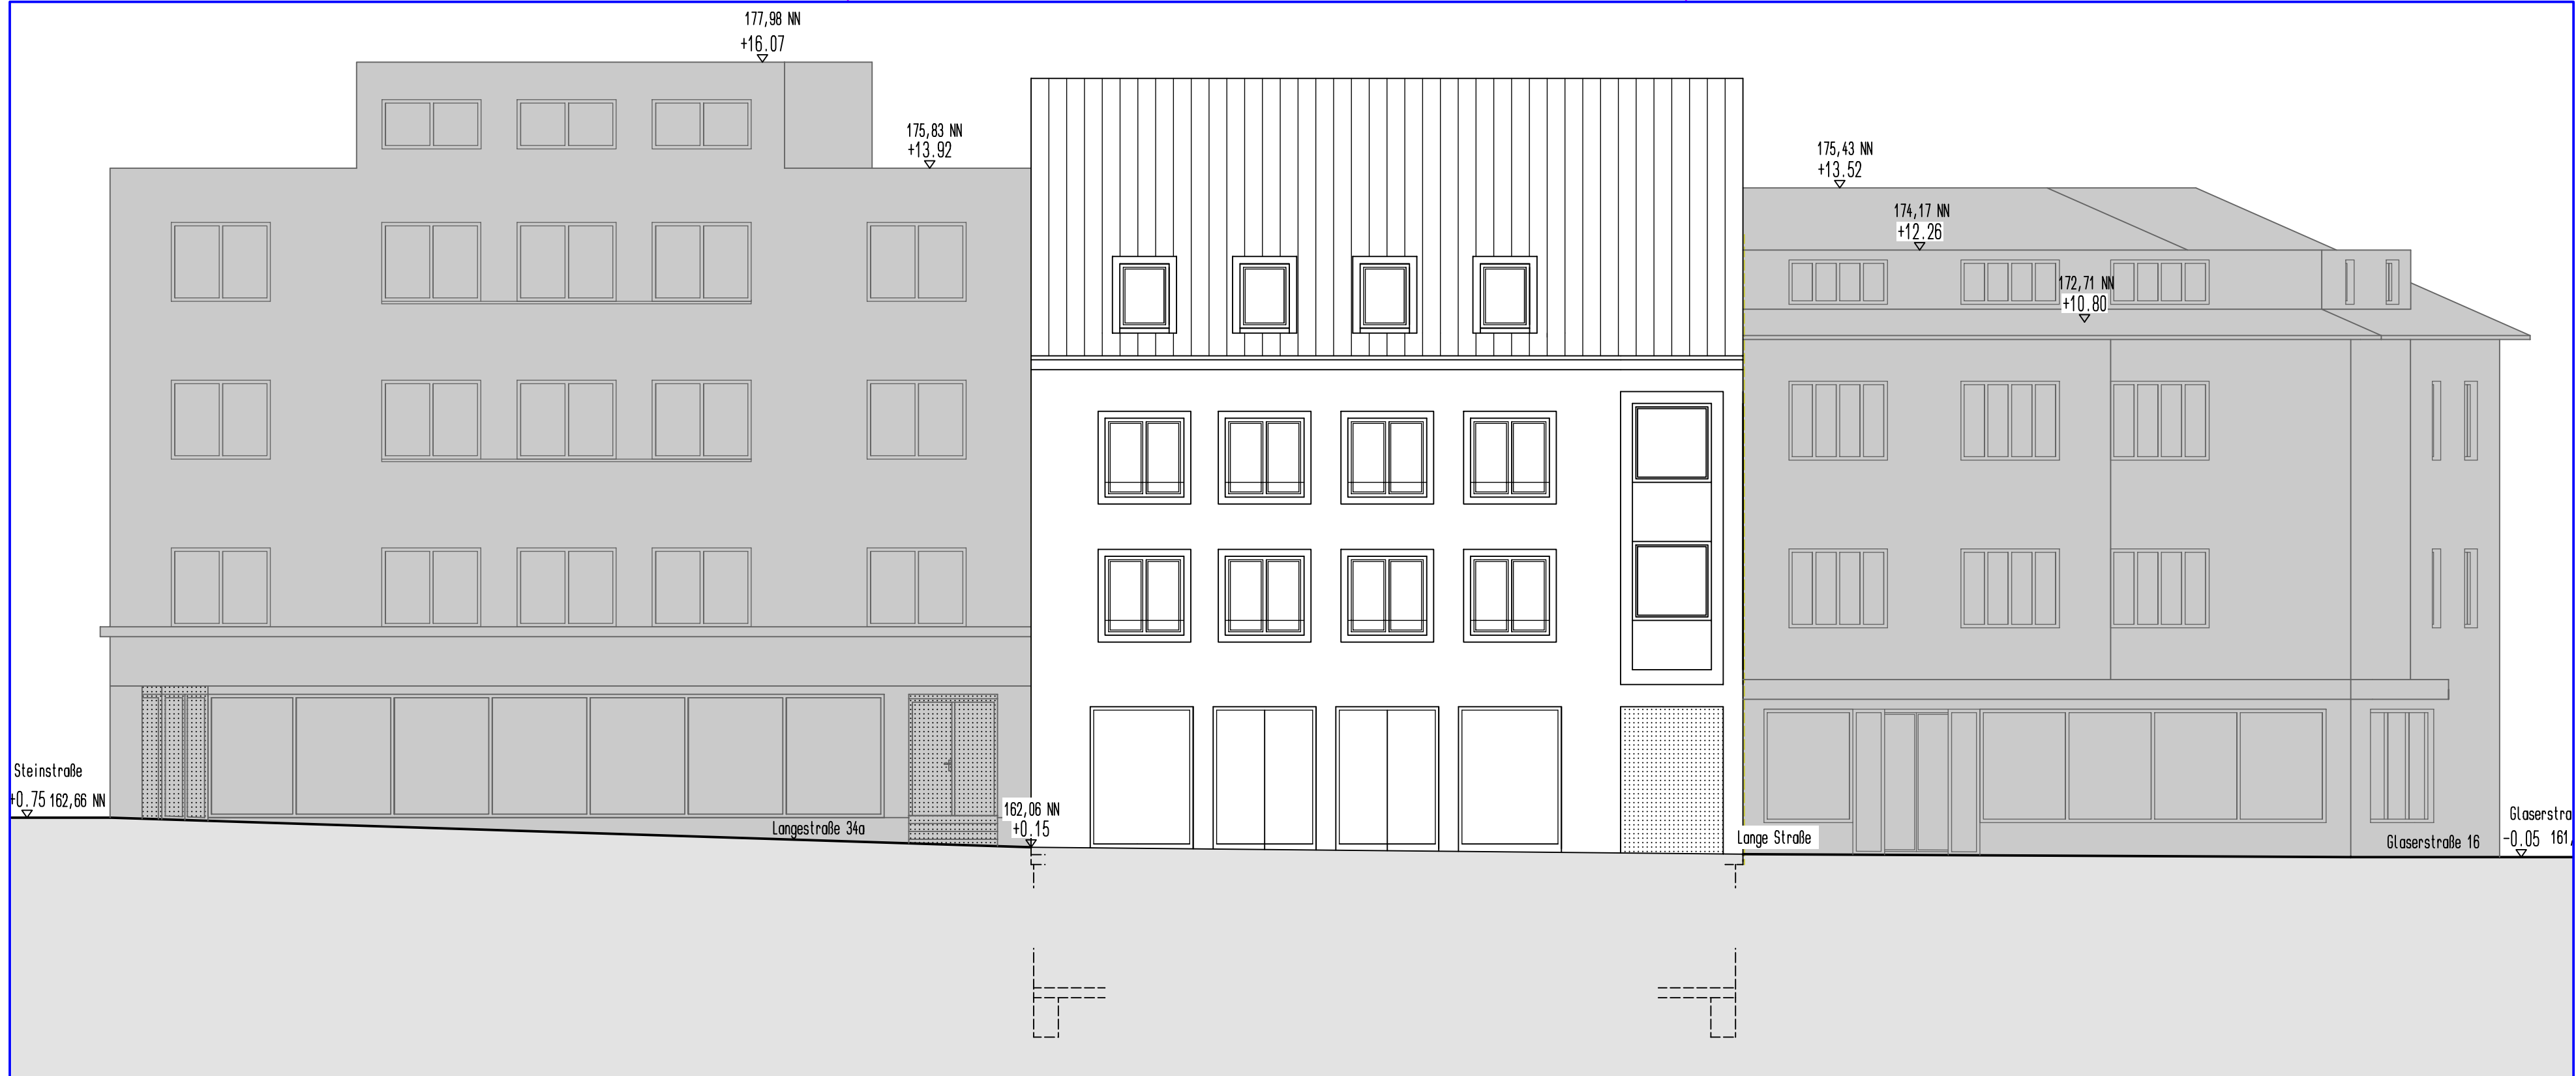 177,98 NN
+16.07
175,83 NN
+13.92
175,43 NN
+13.52
174,17 NN
+12.26
172,71 NN
+10.80
Steinstraße
+0.75 162,66 NN
162,06 NN
+0.15
Langestraße 34a
Lange Straße
Glaserstraße 16
Glaserstra
-0.05 161,